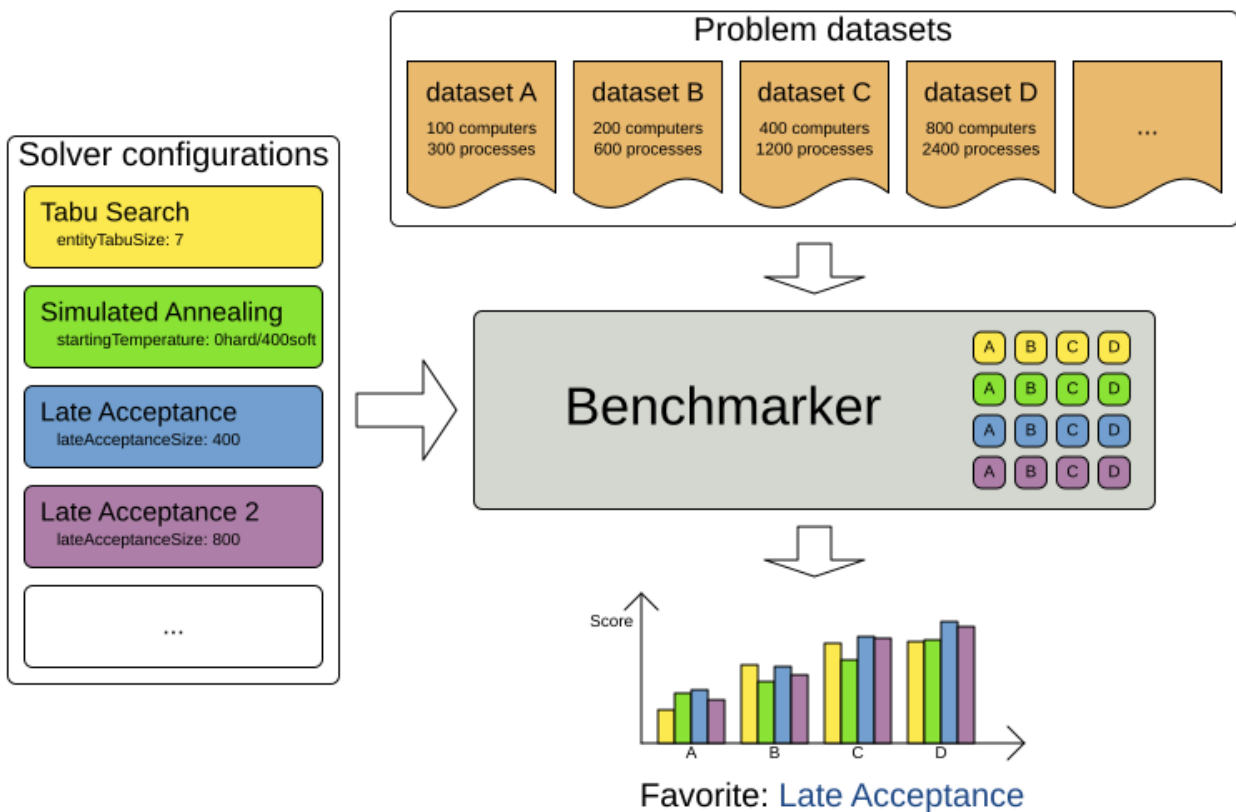 Problem datasets
dataset A
100 computers
300 processes
dataset B
200 computers
600 processes
dataset C
400 computers
1200 processes
dataset D
800 computers
2400 processes
...
Solver configurations
Tabu Search
entityTabuSize: 7
Simulated Annealing
startingTemperature: 0hard/400soft
Late Acceptance
lateAcceptanceSize: 400
Late Acceptance 2
lateAcceptanceSize: 800
...
Benchmarker
A B C D
A B C D
A B C D
A B C D
Score
A B C D
Favorite: Late Acceptance